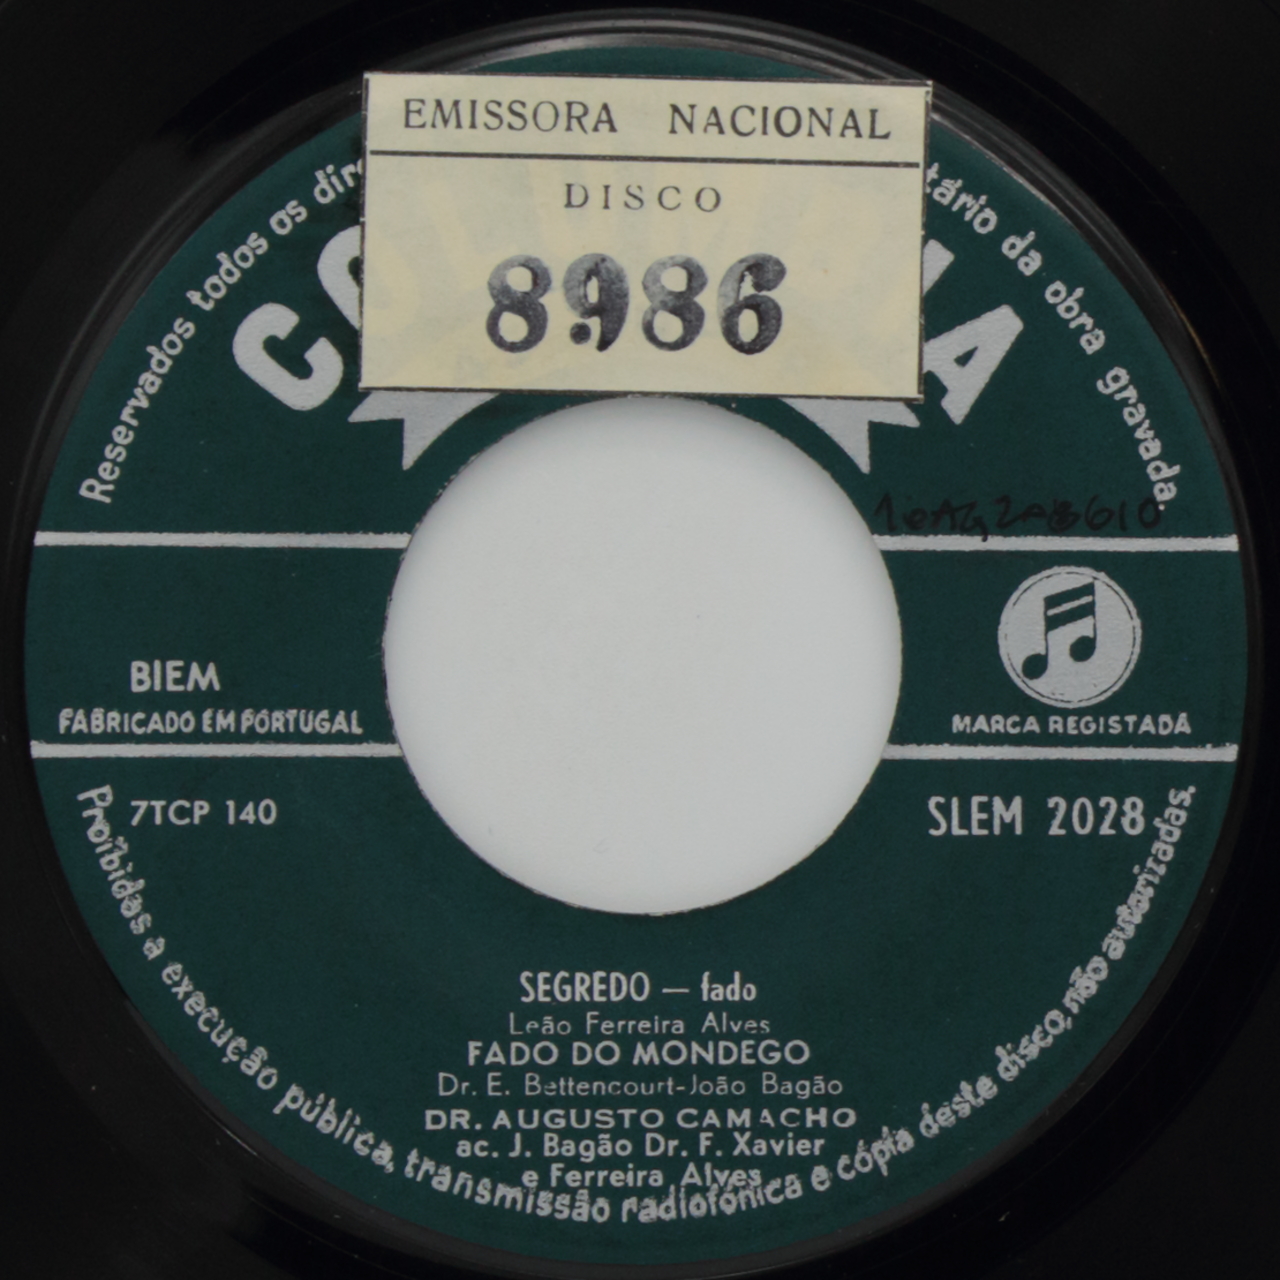 EMISSORA NACIONAL
DISCO
8986
Reservados todos os
tário da obra gravada.
BIEM
FABRICADO EM PORTUGAL
MARCA REGISTADA
7TCP 140
SLEM 2028
SEGREDO — fado
Leão Ferreira Alves
FADO DO MONDEGO
Dr. E. Bettencourt-João Bagão
DR. AUGUSTO CAMACHO
ac. J. Bagão Dr. F. Xavier
e Ferreira Alves
Proíbidas a execução pública, transmissão radiofónica e cópia deste disco, não autorizadas.